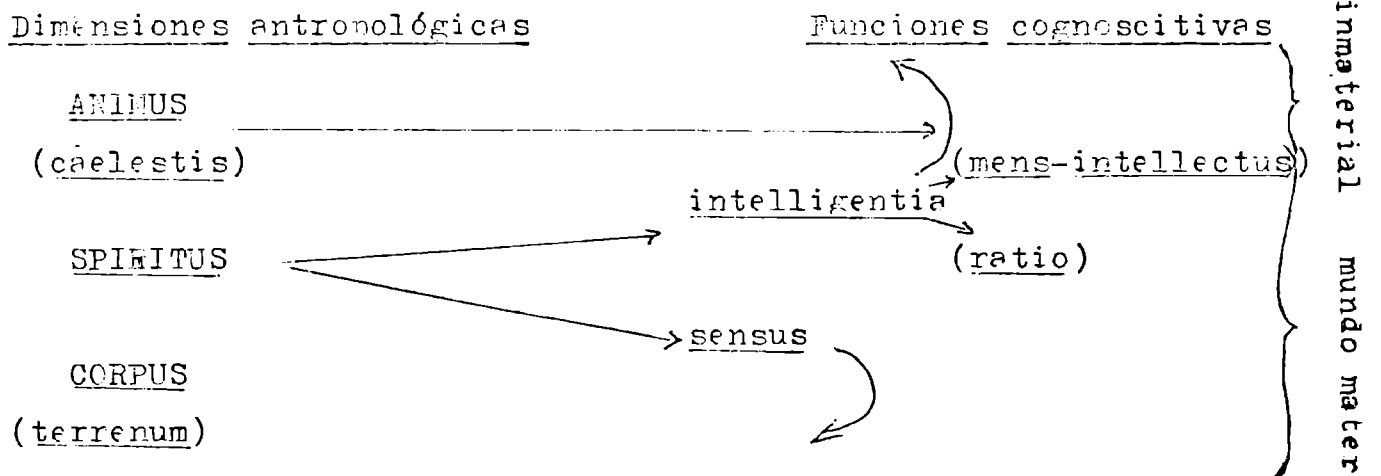 Dimensiones antropológicas Funciones cognoscitivas
ANIMUS
(caelestis)
(mens-intellectus)
intelligentia
SPIRITUS
(ratio)
sensus
CORPUS
(terrenum)
inmaterial mundo mater